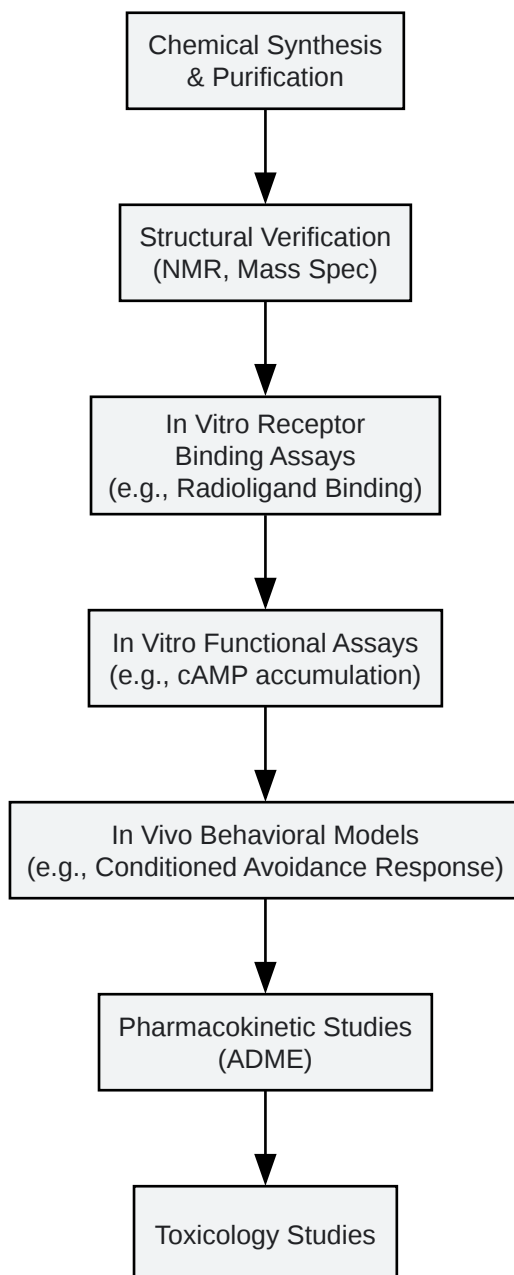 Chemical Synthesis
& Purification
Structural Verification
(NMR, Mass Spec)
In Vitro Receptor
Binding Assays
(e.g., Radioligand Binding)
In Vitro Functional Assays
(e.g., cAMP accumulation)
In Vivo Behavioral Models
(e.g., Conditioned Avoidance Response)
Pharmacokinetic Studies
(ADME)
Toxicology Studies